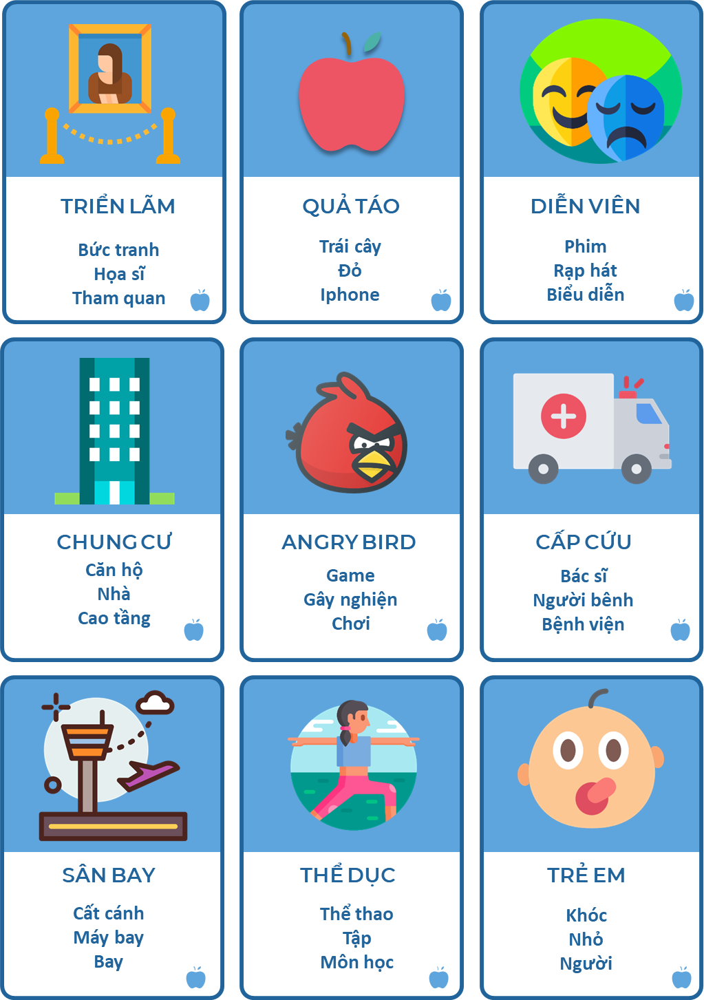 TRIỂN LÃM
Bức tranh
Họa sĩ
Tham quan
QUẢ TÁO
Trái cây
Đỏ
Iphone
DIỄN VIÊN
Phim
Rạp hát
Biểu diễn
CHUNG CƯ
Căn hộ
Nhà
Cao tầng
ANGRY BIRD
Game
Gây nghiện
Chơi
CẤP CỨU
Bác sĩ
Người bênh
Bệnh viện
SÂN BAY
Cất cánh
Máy bay
Bay
THỂ DỤC
Thể thao
Tập
Môn học
TRẺ EM
Khóc
Nhỏ
Người